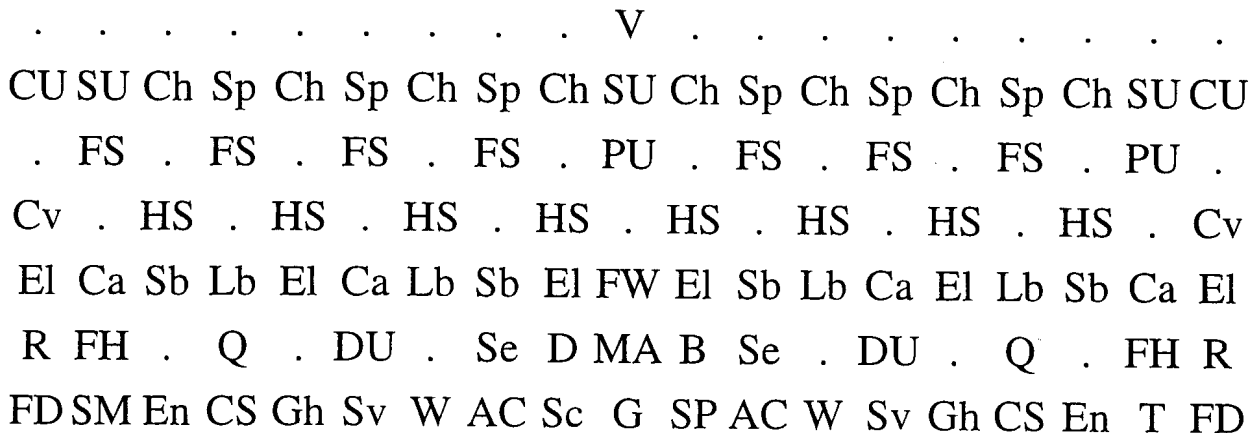 . . . . . . . . . V . . . . . . . . .
CU SU Ch Sp Ch Sp Ch Sp Ch SU Ch Sp Ch Sp Ch Sp Ch SU CU
. FS . FS . FS . FS . PU . FS . FS . FS . PU .
Cv . HS . HS . HS . HS . HS . HS . HS . HS . Cv
El Ca Sb Lb El Ca Lb Sb El FW El Sb Lb Ca El Lb Sb Ca El
R FH . Q . DU . Se D MA B Se . DU . Q . FH R
FD SM En CS Gh Sv W AC Sc G SP AC W Sv Gh CS En T FD